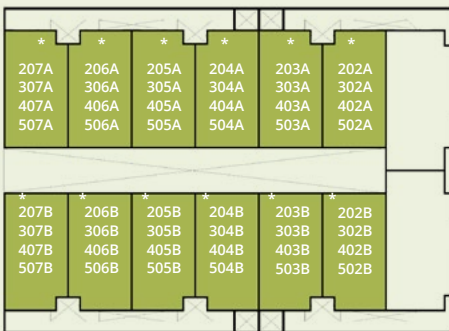 * * * * * *
207A 206A 205A 204A 203A 202A
307A 306A 305A 304A 303A 302A
407A 406A 405A 404A 403A 402A
507A 506A 505A 504A 503A 502A
* * * * * *
207B 206B 205B 204B 203B 202B
307B 306B 305B 304B 303B 302B
407B 406B 405B 404B 403B 402B
507B 506B 505B 504B 503B 502B